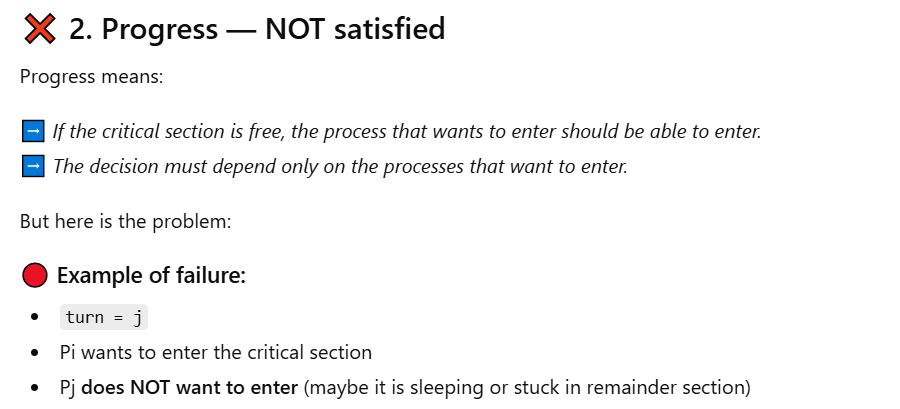 ❌ 2. Progress — NOT satisfied
Progress means:
➡️ If the critical section is free, the process that wants to enter should be able to enter.
➡️ The decision must depend only on the processes that want to enter.
But here is the problem:
🔴 Example of failure:
• turn = j
• Pi wants to enter the critical section
• Pj does NOT want to enter (maybe it is sleeping or stuck in remainder section)